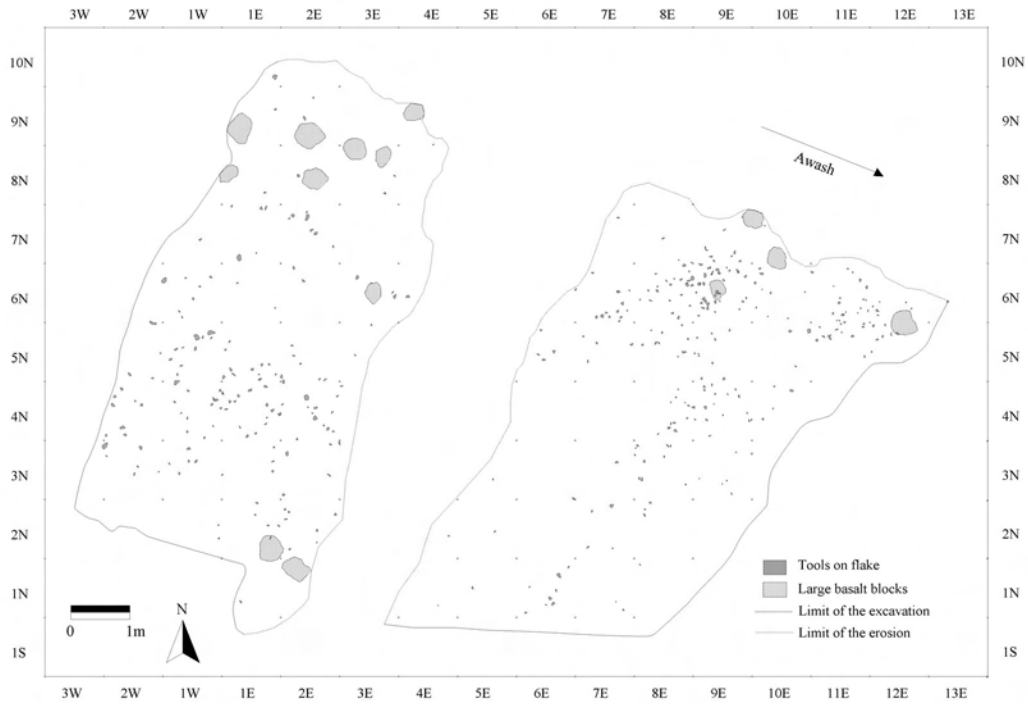 3W 2W 1W 1E 2E 3E 4E 5E 6E 7E 8E 9E 10E 11E 12E 13E
10N 10N
9N 9N
Awash
8N 8N
7N 7N
6N 6N
5N 5N
4N 4N
3N 3N
2N 2N
Tools on flake
Large basalt blocks
1N 1N
Limit of the excavation
N
Limit of the erosion
0 1m
1S 1S
3W 2W 1W 1E 2E 3E 4E 5E 6E 7E 8E 9E 10E 11E 12E 13E